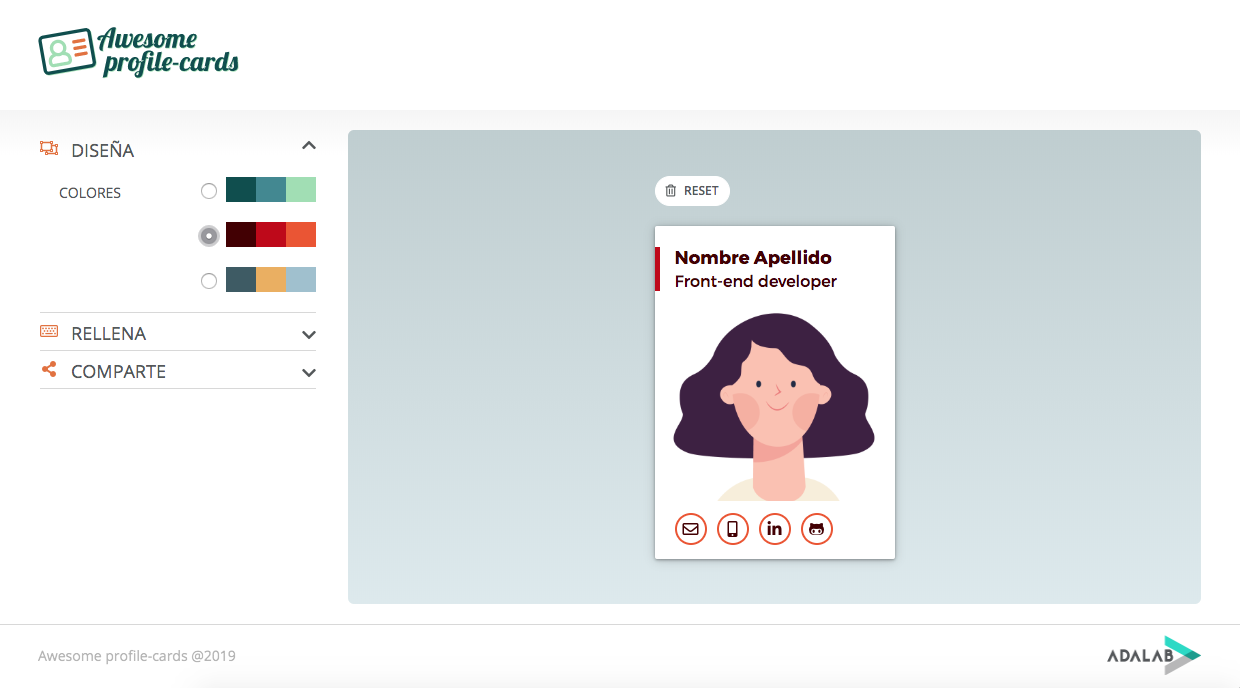 Awesome
profile-cards
DISEÑA
COLORES
RELLENA
COMPARTE
RESET
Nombre Apellido
Front-end developer
in
Awesome profile-cards @2019
ADALAB